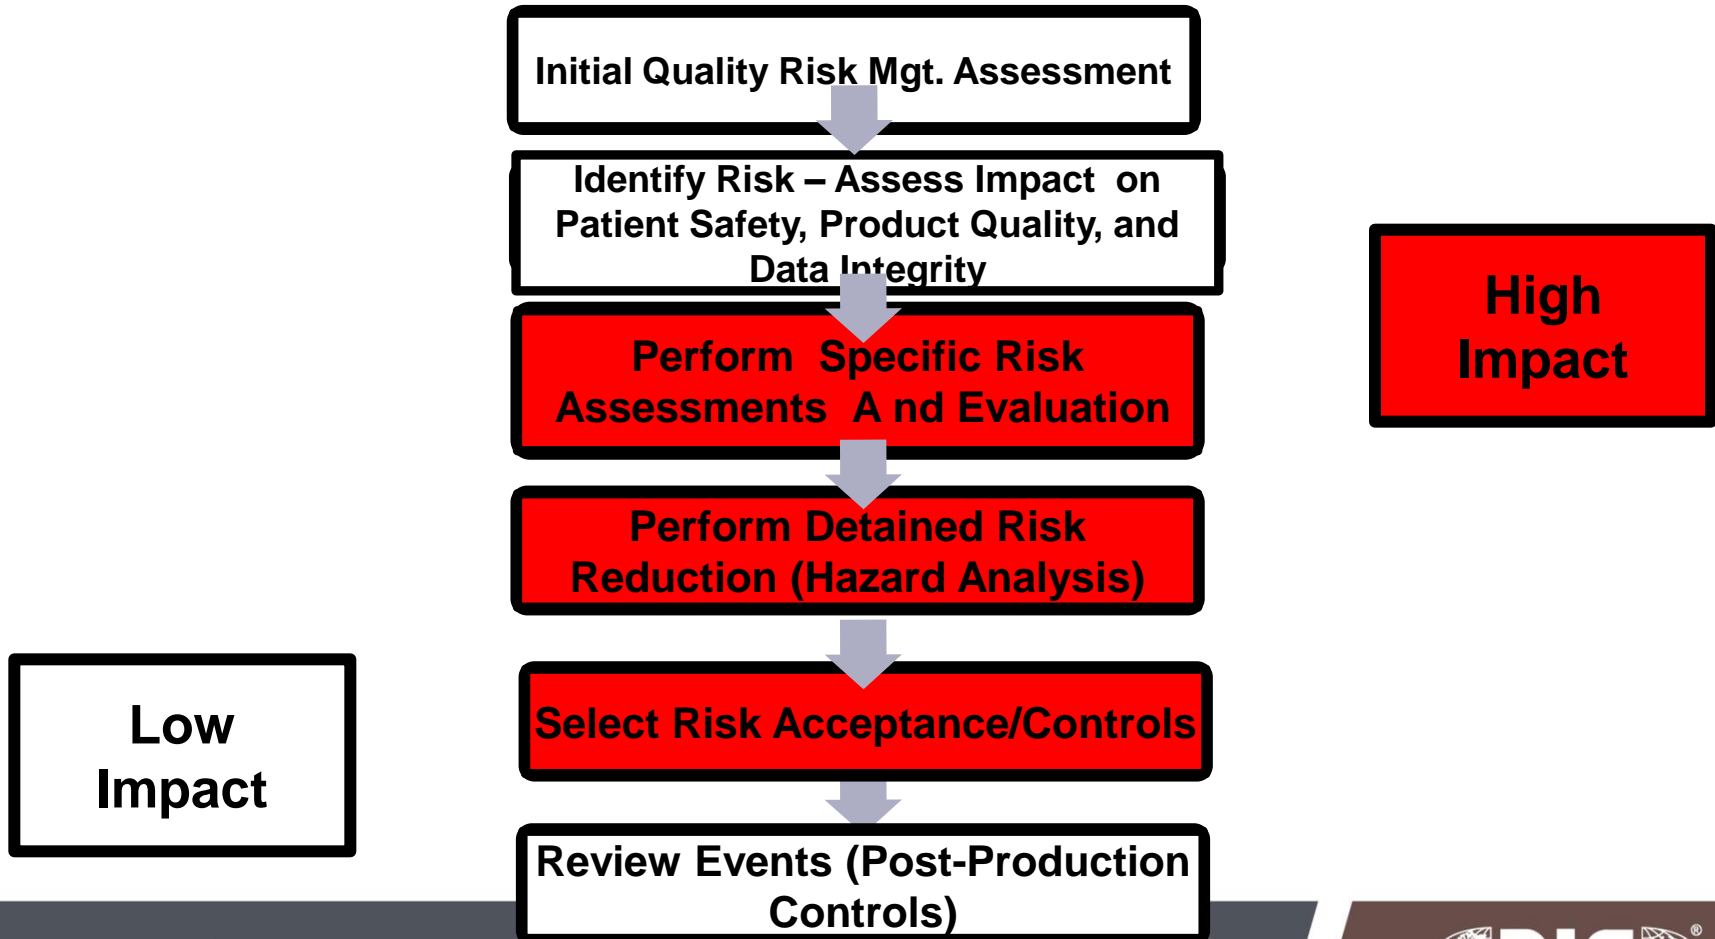 Initial Quality Risk Mgt. Assessment
Identify Risk – Assess Impact on
Patient Safety, Product Quality, and
Data Integrity
High
Impact
Perform Specific Risk
Assessments A nd Evaluation
Perform Detained Risk
Reduction (Hazard Analysis)
Low
Impact
Select Risk Acceptance/Controls
Review Events (Post-Production
Controls)
®